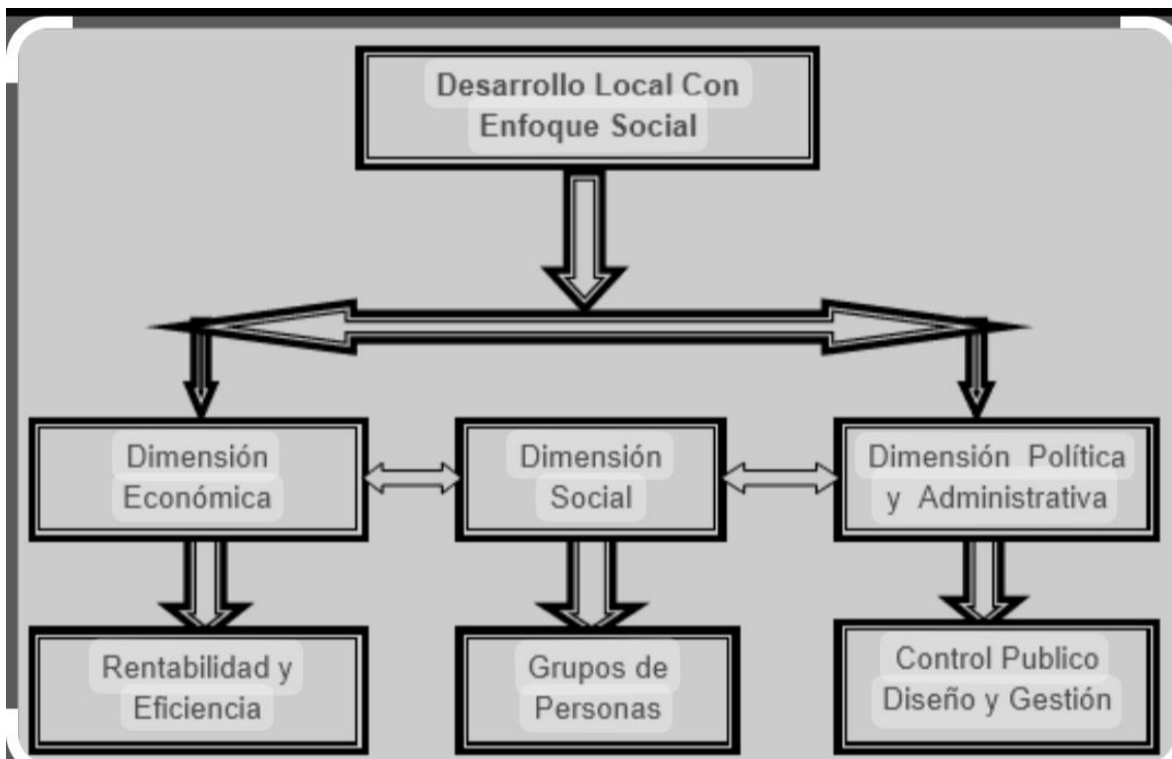 Desarrollo Local Con
Enfoque Social
Dimensión
Económica
Dimensión
Social
Dimensión Política
y Administrativa
Rentabilidad y
Eficiencia
Grupos de
Personas
Control Publico
Diseño y Gestión